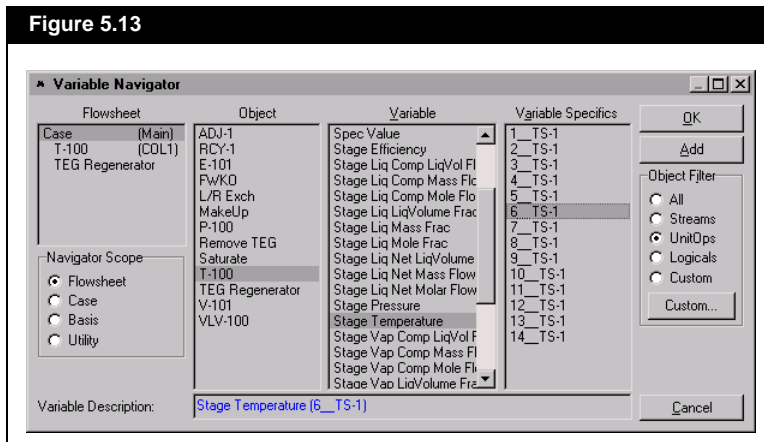 Figure 5.13
Variable Navigator
Flowsheet
Case (Main)
T-100 (COL1)
TEG Regenerator
Navigator Scope
Flowsheet
Case
Basis
Utility
Object
ADJ-1
RCY-1
E-101
FWKO
L/R Exch
MakeUp
P-100
Remove TEG
Saturate
T-100
TEG Regenerator
V-101
VLV-100
Variable
Spec Value
Stage Efficiency
Stage Liq Comp LiqVol Fl
Stage Liq Comp Mass Flo
Stage Liq Comp Mole Flo
Stage Liq LiqVolume Frac
Stage Liq Mass Frac
Stage Liq Mole Frac
Stage Liq Net LiqVolume
Stage Liq Net Mass Flow
Stage Liq Net Molar Flow
Stage Pressure
Stage Temperature
Stage Vap Comp LiqVol F
Stage Vap Comp Mass Fl
Stage Vap Comp Mole Fl
Stage Vap LiqVolume Fra
Variable Specifics
1__TS-1
2__TS-1
3__TS-1
4__TS-1
5__TS-1
6__TS-1
7__TS-1
8__TS-1
9__TS-1
10__TS-1
11__TS-1
12__TS-1
13__TS-1
14__TS-1
OK
Add
Object Filter
All
Streams
UnitOps
Logicals
Custom
Custom...
Variable Description: Stage Temperature (6__TS-1)
Cancel